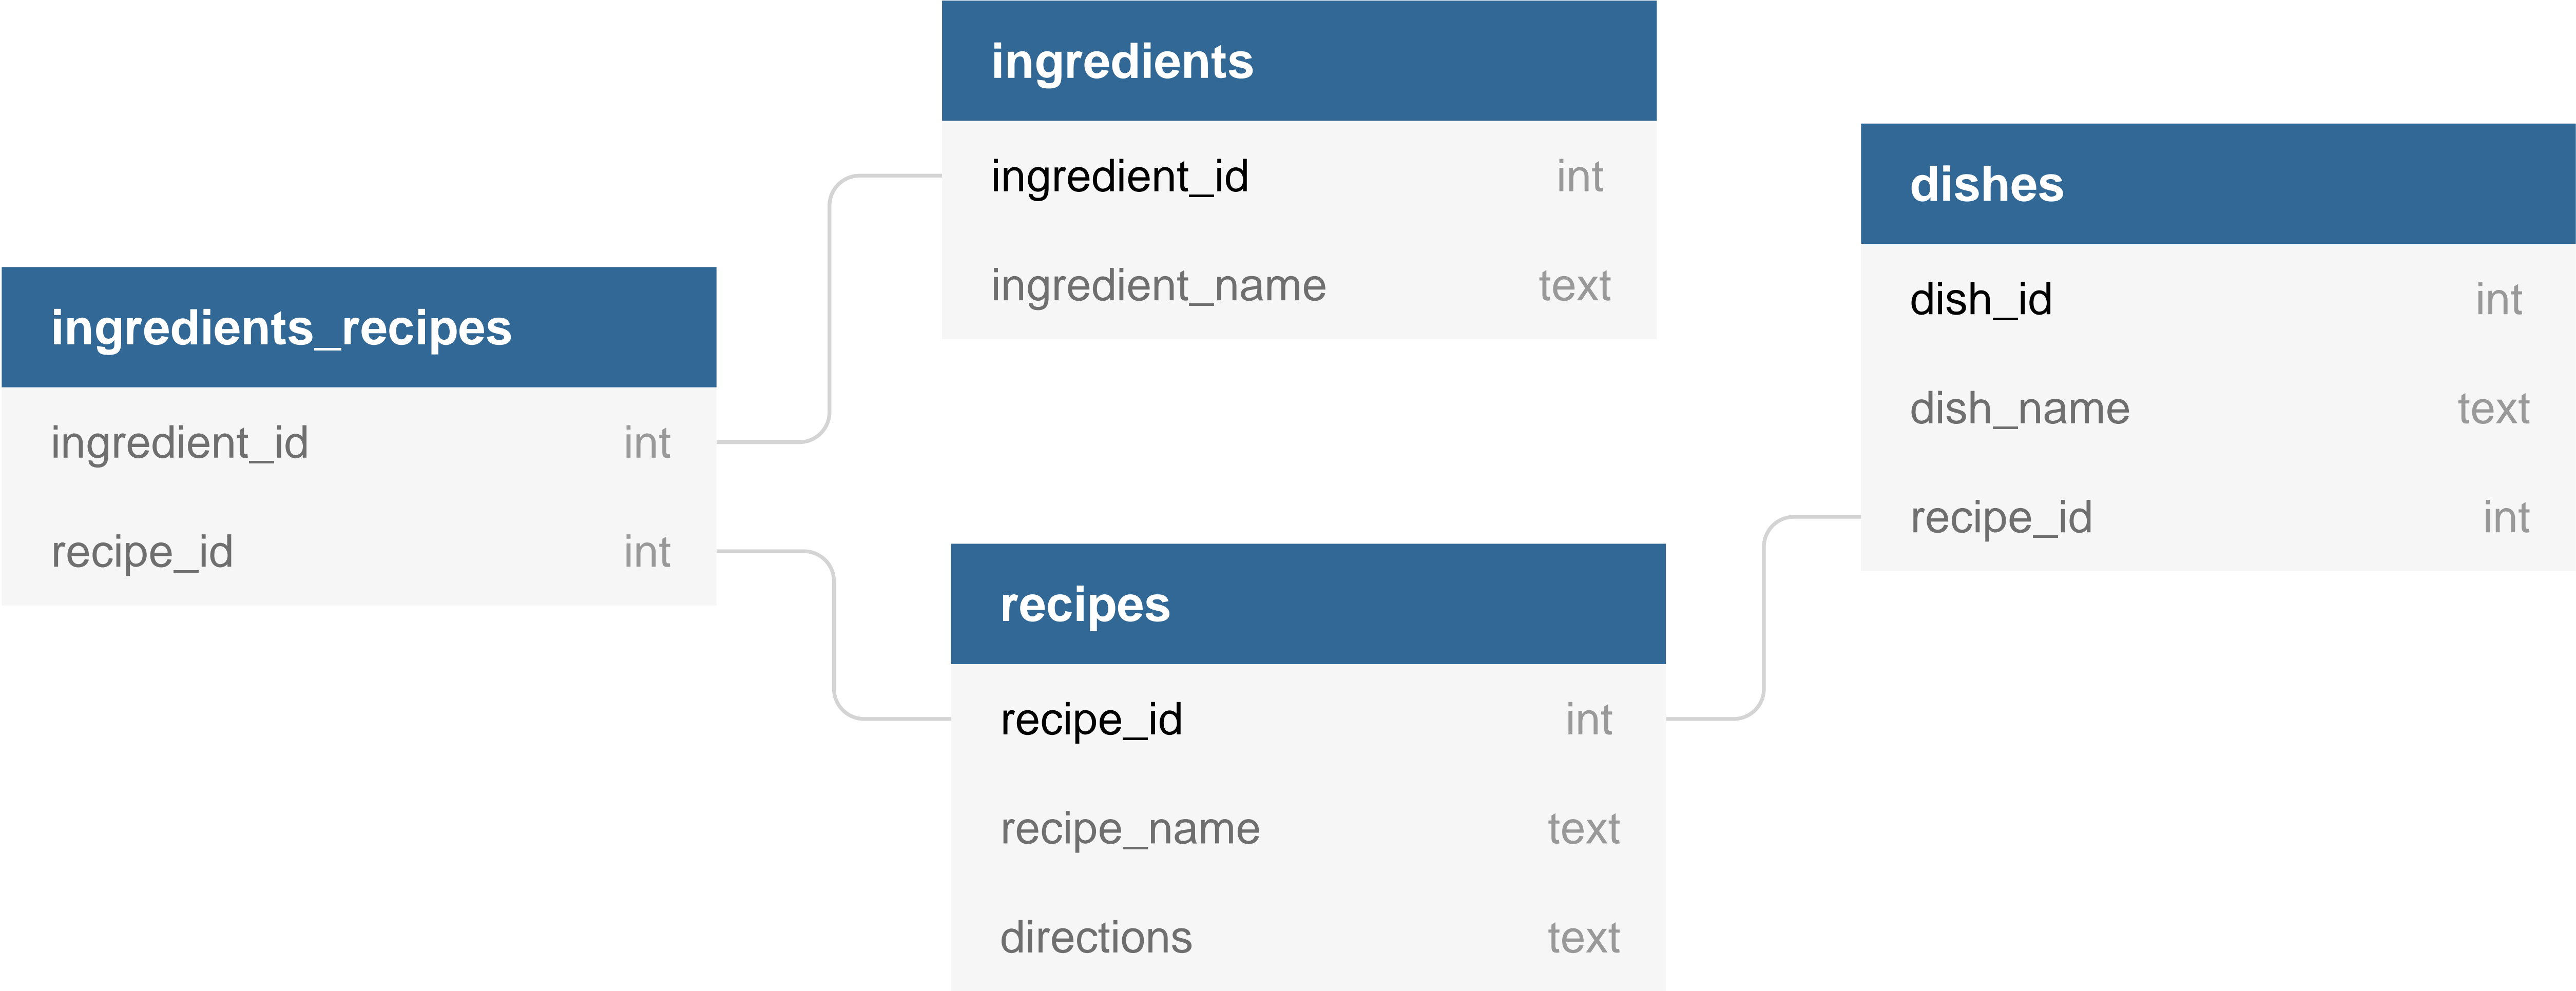 ingredients
ingredient_id int
ingredient_name text
dishes
dish_id int
dish_name text
recipe_id int
ingredients_recipes
ingredient_id int
recipe_id int
recipes
recipe_id int
recipe_name text
directions text